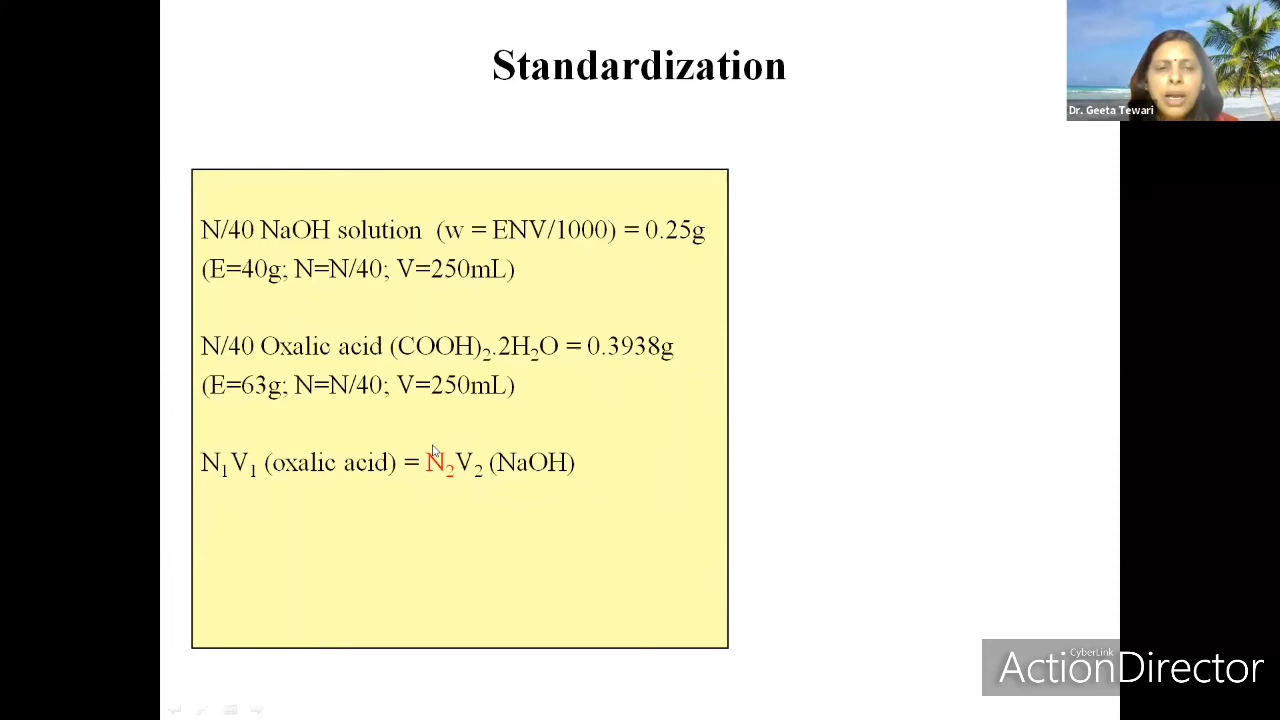 Standardization
Dr. Geeta Tewari
N/40 NaOH solution (w = ENV/1000) = 0.25g
(E=40g; N=N/40; V=250mL)
N/40 Oxalic acid (COOH)₂.2H₂O = 0.3938g
(E=63g; N=N/40; V=250mL)
N₁V₁ (oxalic acid) = N₂V₂ (NaOH)
CyberLink
ActionDirector